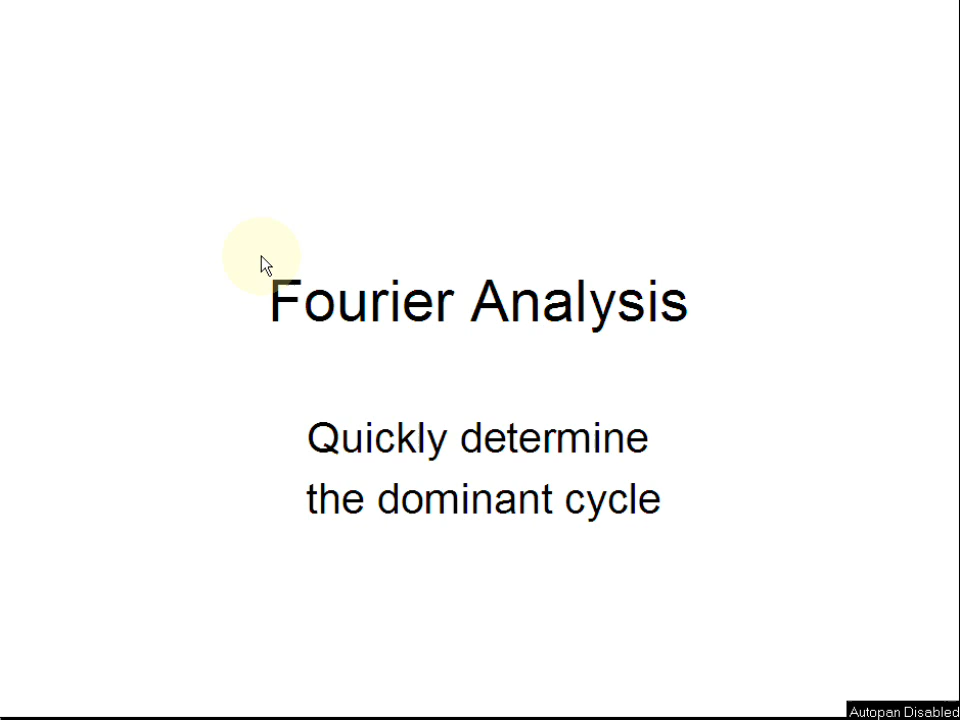 Fourier Analysis
Quickly determine
the dominant cycle
Autopan Disabled